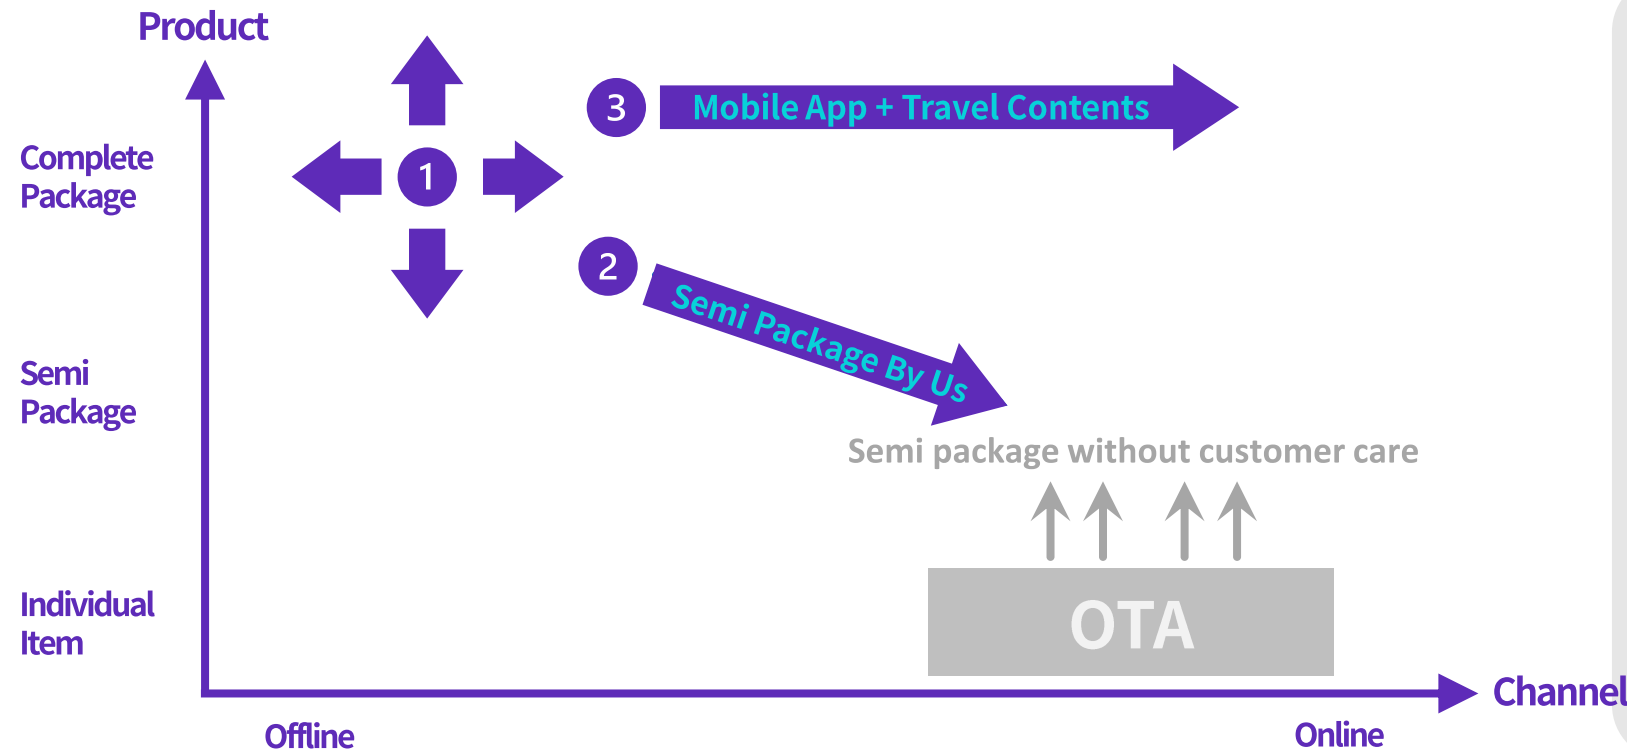 Product
Complete
Package
1
3
Mobile App + Travel Contents
2
Semi Package By Us
Semi
Package
Semi package without customer care
Individual
Item
OTA
Channel
Offline
Online